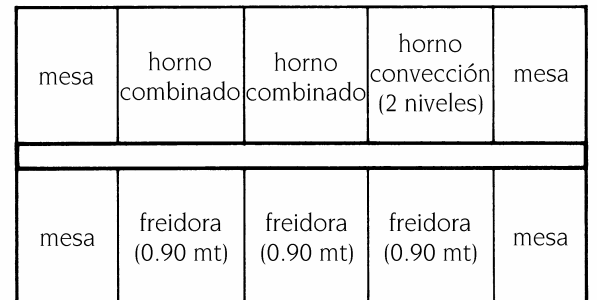 mesa
horno
combinado
horno
combinado
horno
convección
(2 niveles)
mesa
mesa
freidora
(0.90 mt)
freidora
(0.90 mt)
freidora
(0.90 mt)
mesa